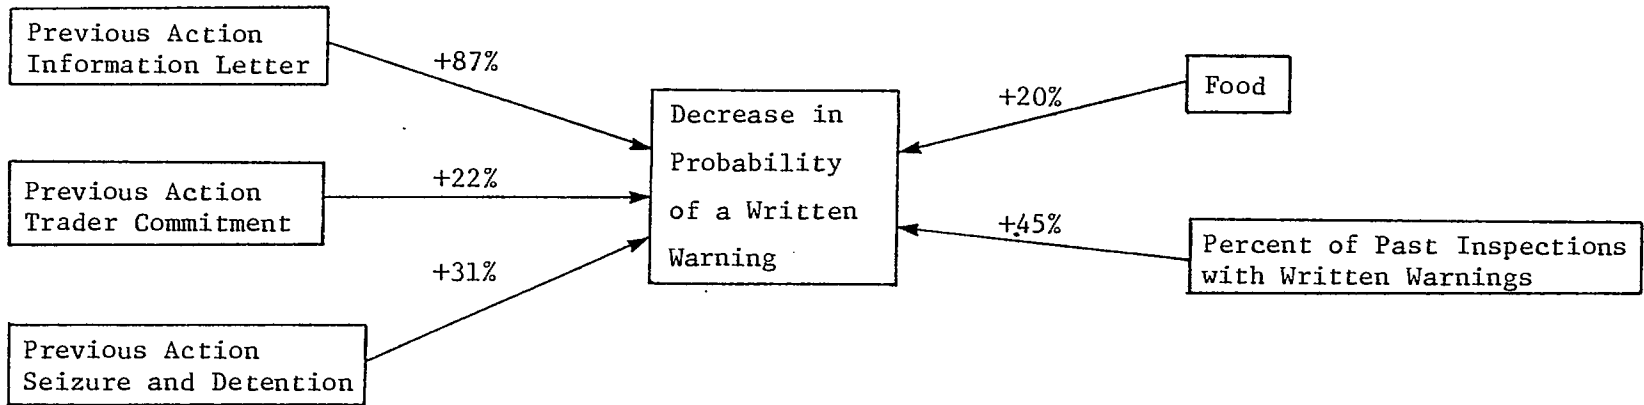 Previous Action
Information Letter
+87%
Previous Action
Trader Commitment
+22%
Previous Action
Seizure and Detention
+31%
Decrease in
Probability
of a Written
Warning
+20%
Food
+45%
Percent of Past Inspections
with Written Warnings